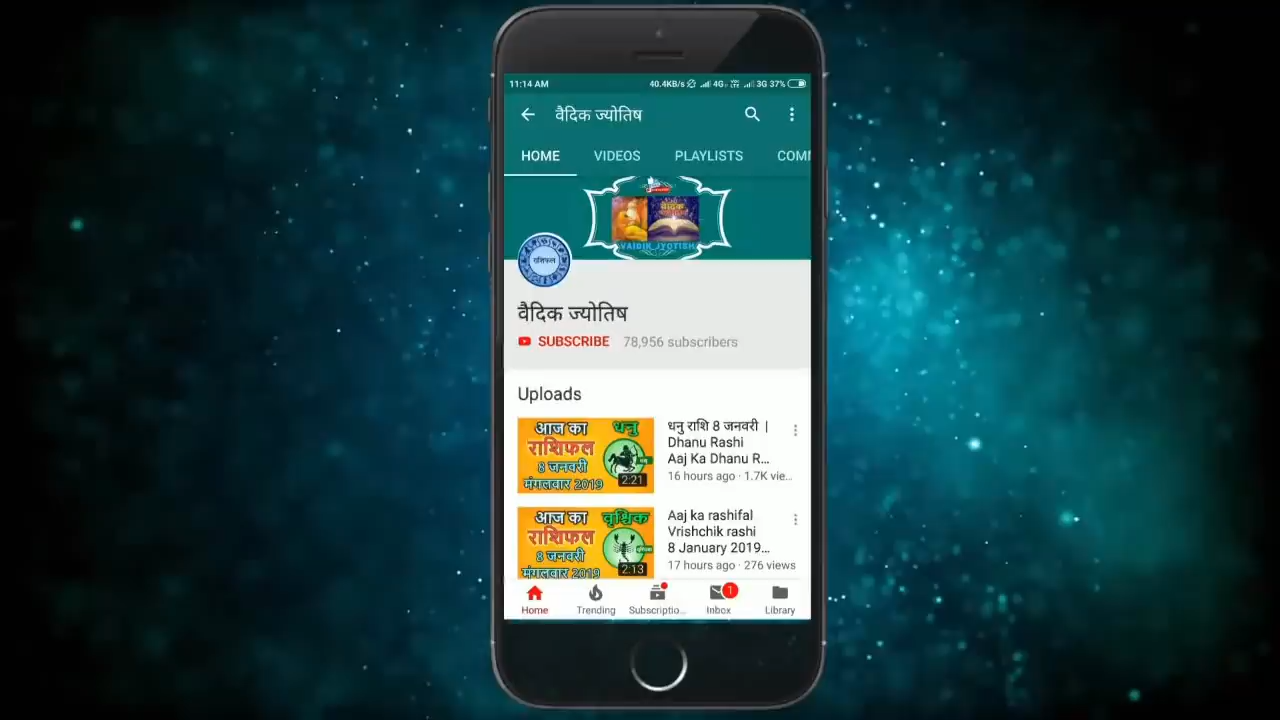 11:14 AM
40.4KB/s 4G VoLTE 3G 37%
वैदिक ज्योतिष
HOME VIDEOS PLAYLISTS COMM
वैदिक
VAIDIK JYOTISH
राशिफल
वैदिक ज्योतिष
SUBSCRIBE 78,956 subscribers
Uploads
आज का धनु
राशिफल
8 जनवरी
मंगलवार 2019
2:21
धनु राशि 8 जनवरी |
Dhanu Rashi
Aaj Ka Dhanu R...
16 hours ago · 1.7K vie...
आज का वृश्चिक
राशिफल
8 जनवरी
मंगलवार 2019
2:13
Aaj ka rashifal
Vrishchik rashi
8 January 2019...
17 hours ago · 276 views
1
Home Trending Subscriptio... Inbox Library